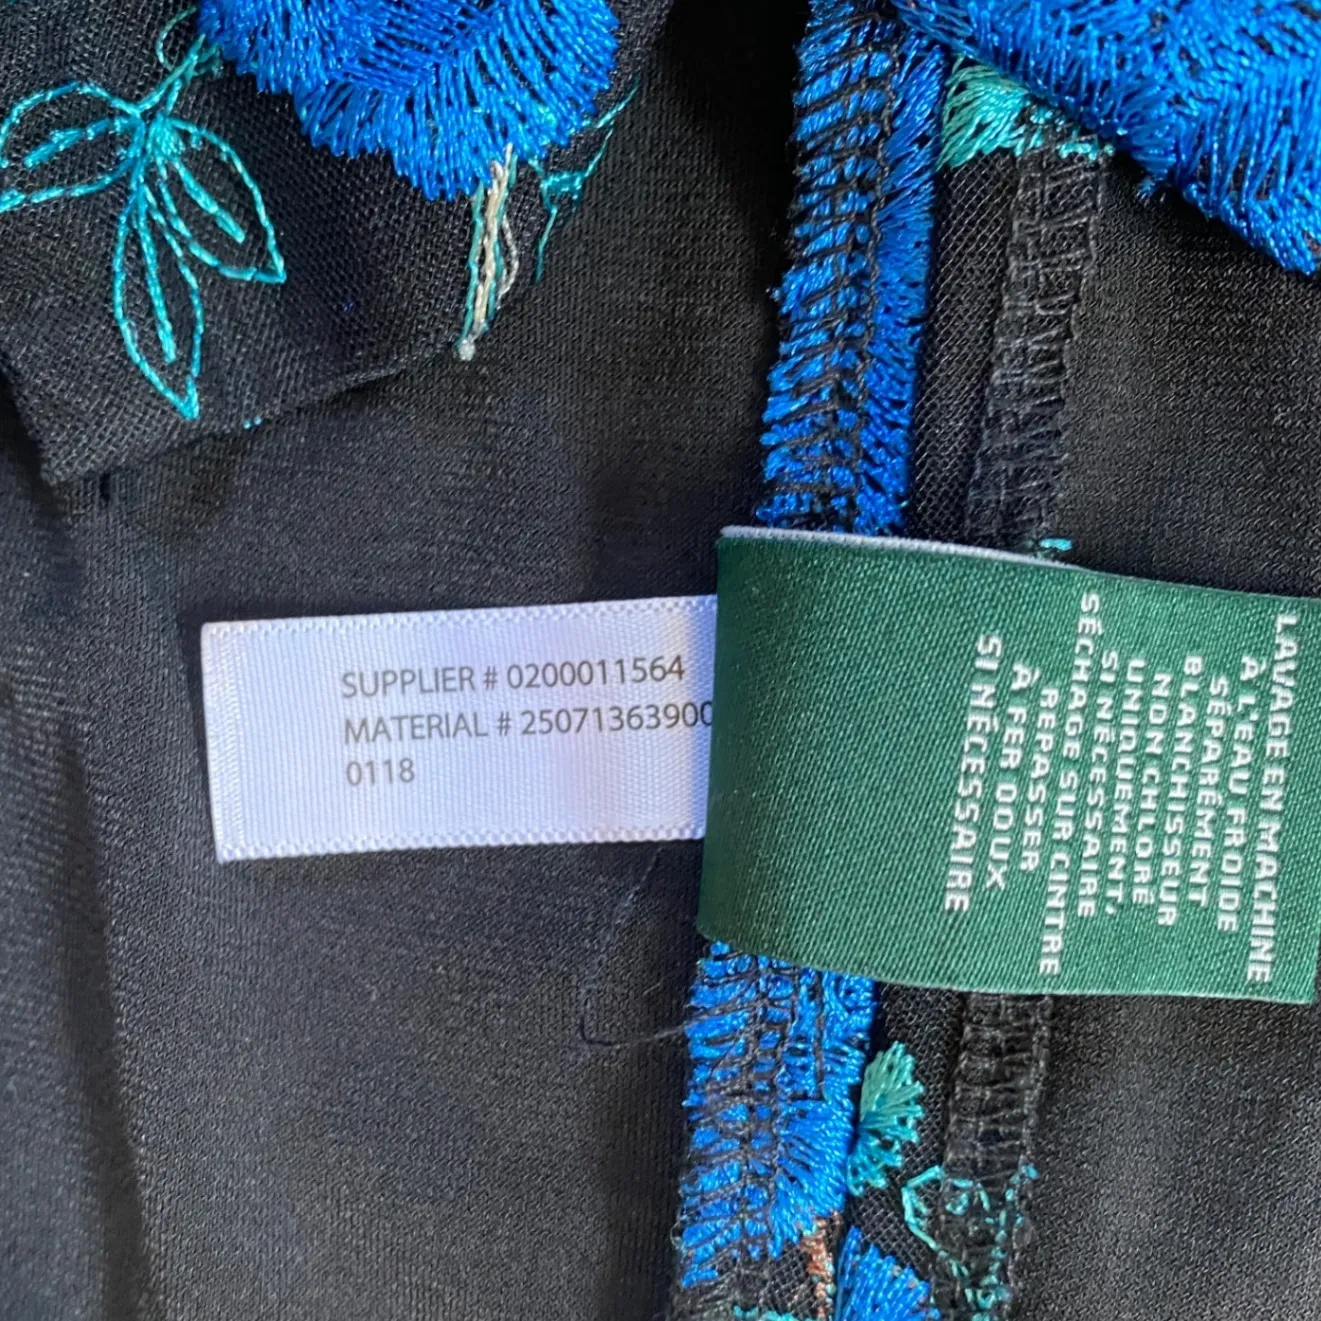 SUPPLIER # 0200011564
MATERIAL # 25071363900
0118
LAVAGE EN MACHINE
À L'EAU FROIDE
SÉPARÉMENT
BLANCHISSEUR
NON CHLORÉ
UNIQUEMENT,
SI NÉCESSAIRE
SÉCHAGE SUR CINTRE
REPASSER
À FER DOUX
SI NÉCESSAIRE